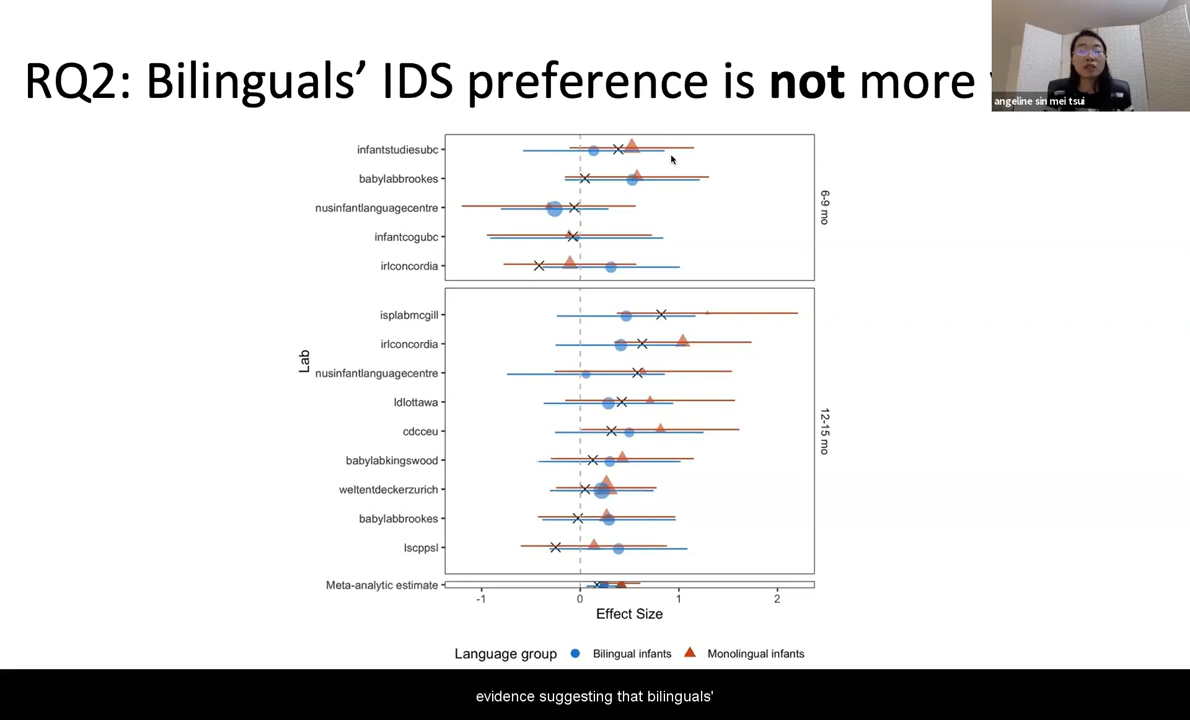 RQ2: Bilinguals’ IDS preference is not more
angeline sin mei tsui
infantstudiesubc
babylabbrookes
nusinfantlanguagecentre
infantcogubc
irlconcordia
6-9 mo
isplabmcgill
irlconcordia
nusinfantlanguagecentre
ldlottawa
cdcceu
babylabkingswood
weltentdeckerzurich
babylabbrookes
lscppsl
12-15 mo
Lab
Meta-analytic estimate
-1 0 1 2
Effect Size
Language group Bilingual infants Monolingual infants
evidence suggesting that bilinguals'